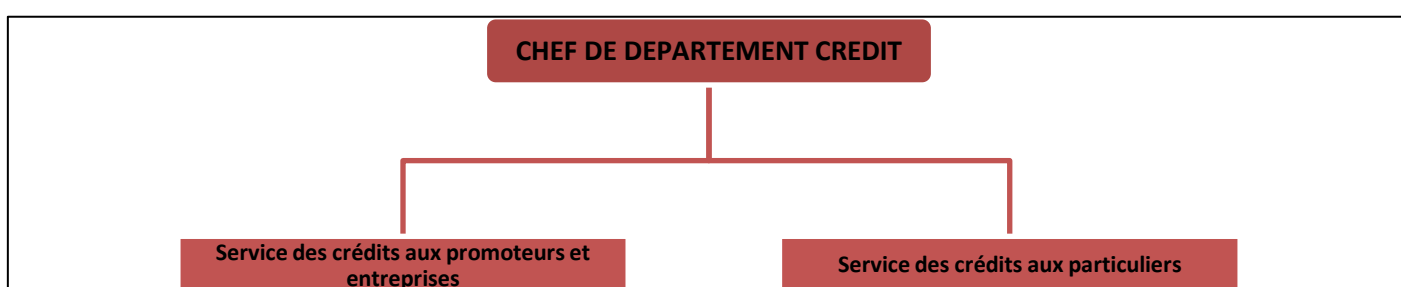 CHEF DE DEPARTEMENT CREDIT
Service des crédits aux promoteurs et
entreprises
Service des crédits aux particuliers